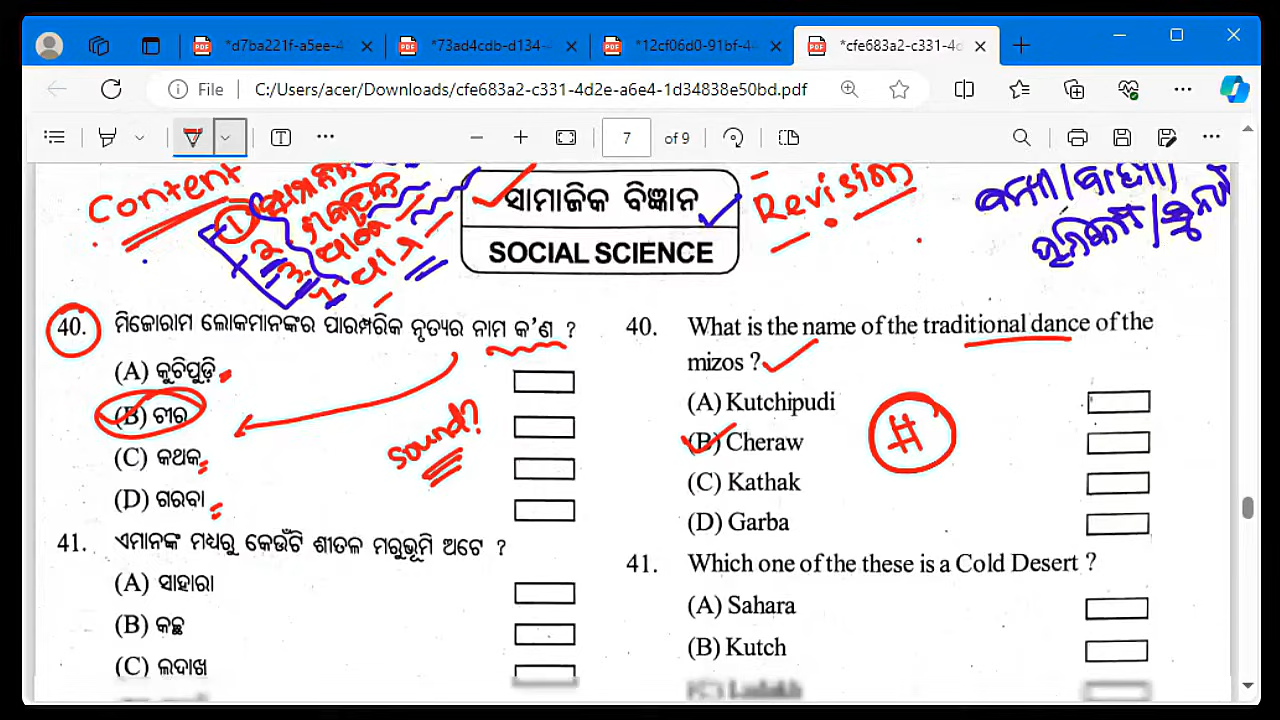 *d7ba221f-a5ee-4
*73ad4cdb-d134-
*12cf06d0-91bf-4
*cfe683a2-c331-4d
File
C:/Users/acer/Downloads/cfe683a2-c331-4d2e-a6e4-1d34838e50bd.pdf
7 of 9
Content
ସାମାଜିକ ବିଜ୍ଞାନ
SOCIAL SCIENCE
Revision
40. ମିଜୋରାମ ଲୋକମାନଙ୍କର ପାରମ୍ପରିକ ନୃତ୍ୟର ନାମ କ'ଣ ?
(A) କୁଚିପୁଡ଼ି
(B) ଚୀର
(C) କଥକ
(D) ଗରବା
sound?
41. ଏମାନଙ୍କ ମଧ୍ୟରୁ କେଉଁଟି ଶୀତଳ ମରୁଭୂମି ଅଟେ ?
(A) ସାହାରା
(B) କଚ୍ଛ
(C) ଲଦାଖ
40. What is the name of the traditional dance of the
mizos ?
(A) Kutchipudi
(B) Cheraw
(C) Kathak
(D) Garba
#
41. Which one of the these is a Cold Desert ?
(A) Sahara
(B) Kutch
(C) Ladakh